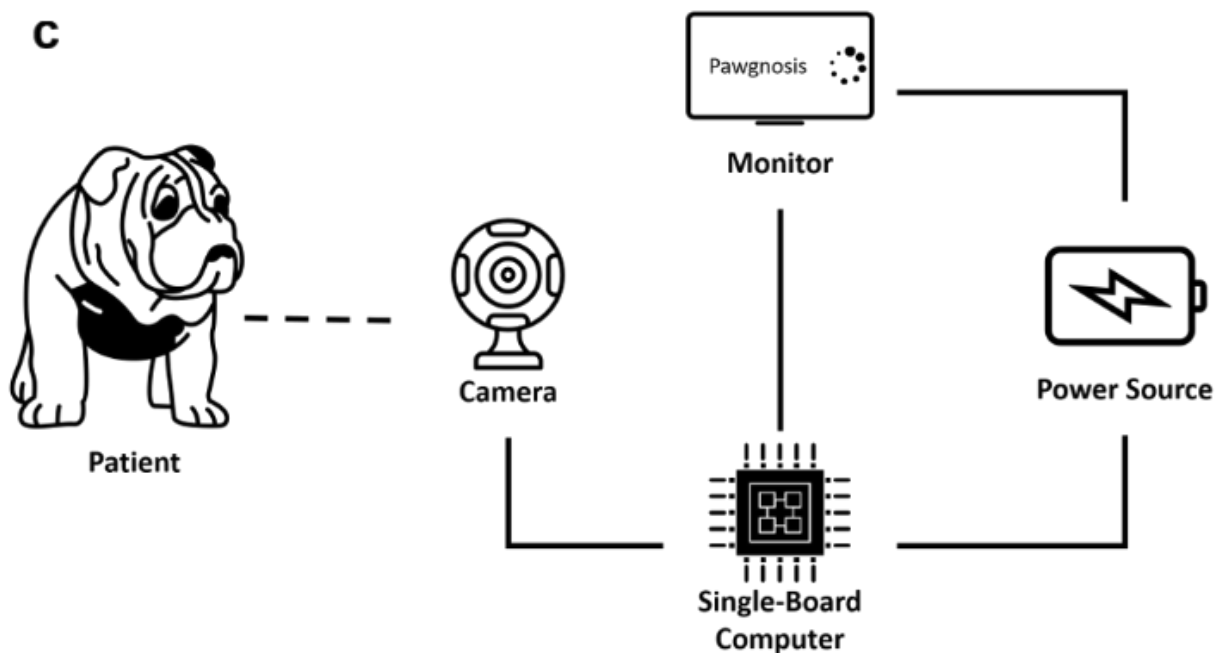 C
Pawgnosis
Monitor
Camera
Power Source
Patient
Single-Board
Computer